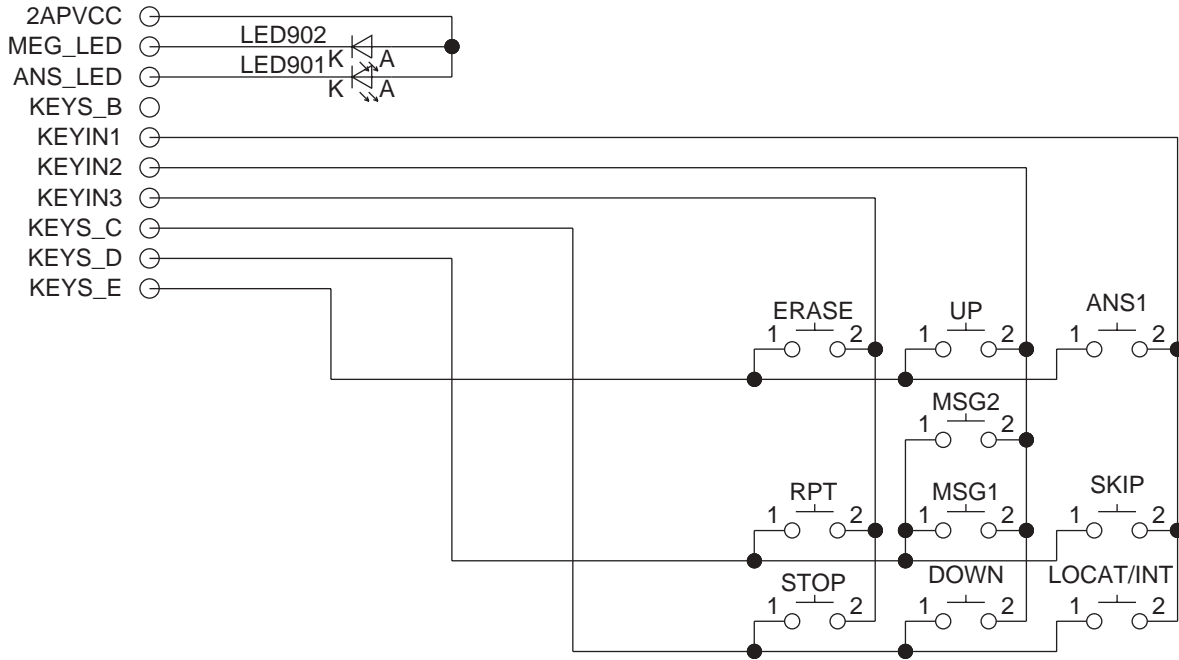 2APVCC
MEG_LED
LED902
K A
ANS_LED
LED901
K A
KEYS_B
KEYIN1
KEYIN2
KEYIN3
KEYS_C
KEYS_D
KEYS_E
ERASE
1 2
UP
1 2
ANS1
1 2
MSG2
1 2
RPT
1 2
MSG1
2
SKIP
1 2
STOP
1 2
DOWN
1 2
LOCAT/INT
1 2